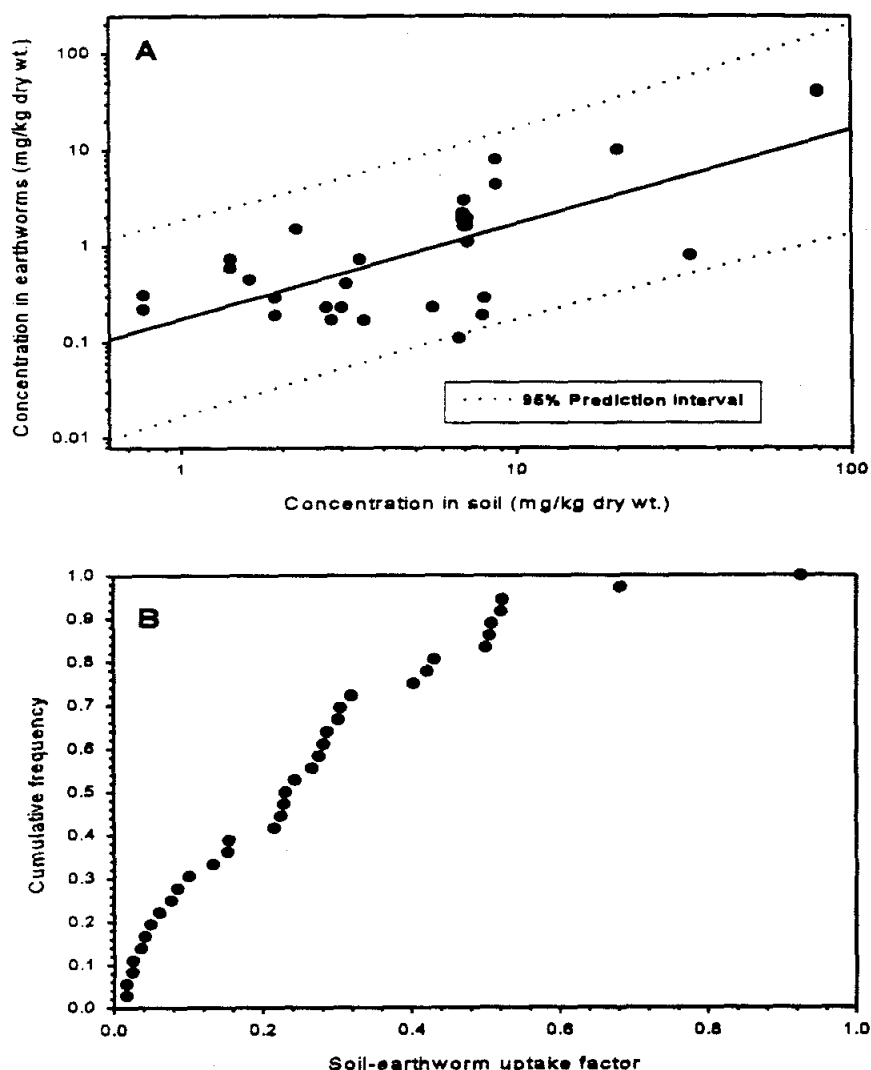 A
100
10
1
0.1
0.01
Concentration in earthworms (mg/kg dry wt.)
95% Prediction interval
1 10 100
Concentration in soil (mg/kg dry wt.)
B
1.0
0.9
0.8
0.7
0.6
0.5
0.4
0.3
0.2
0.1
0.0
Cumulative frequency
0.0 0.2 0.4 0.6 0.8 1.0
Soil-earthworm uptake factor